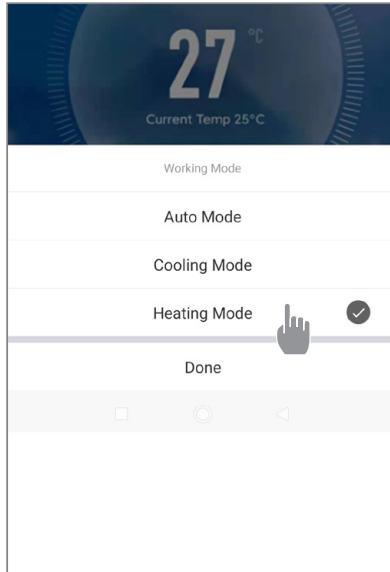 27 °C
Current Temp 25°C
Working Mode
Auto Mode
Cooling Mode
Heating Mode
Done